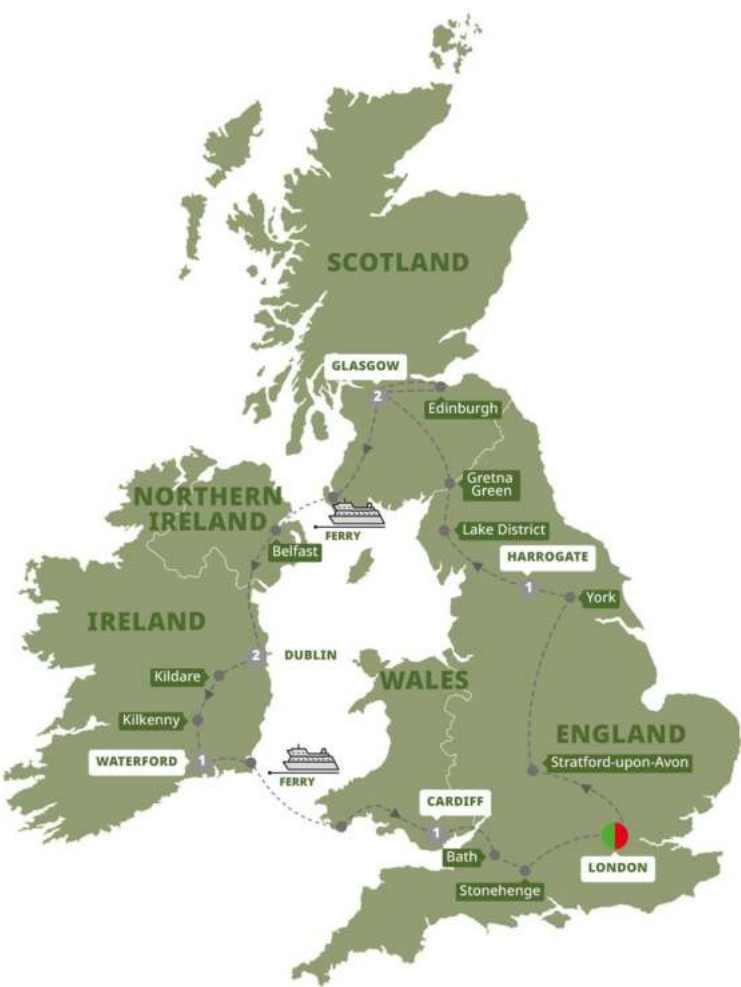 SCOTLAND
GLASGOW
2
Edinburgh
Gretna
Green
NORTHERN
IRELAND
FERRY
Lake District
Belfast
HARROGATE
1
York
IRELAND
2
DUBLIN
Kildare
WALES
Kilkenny
ENGLAND
WATERFORD
1
Stratford-upon-Avon
FERRY
CARDIFF
1
Bath
LONDON
Stonehenge